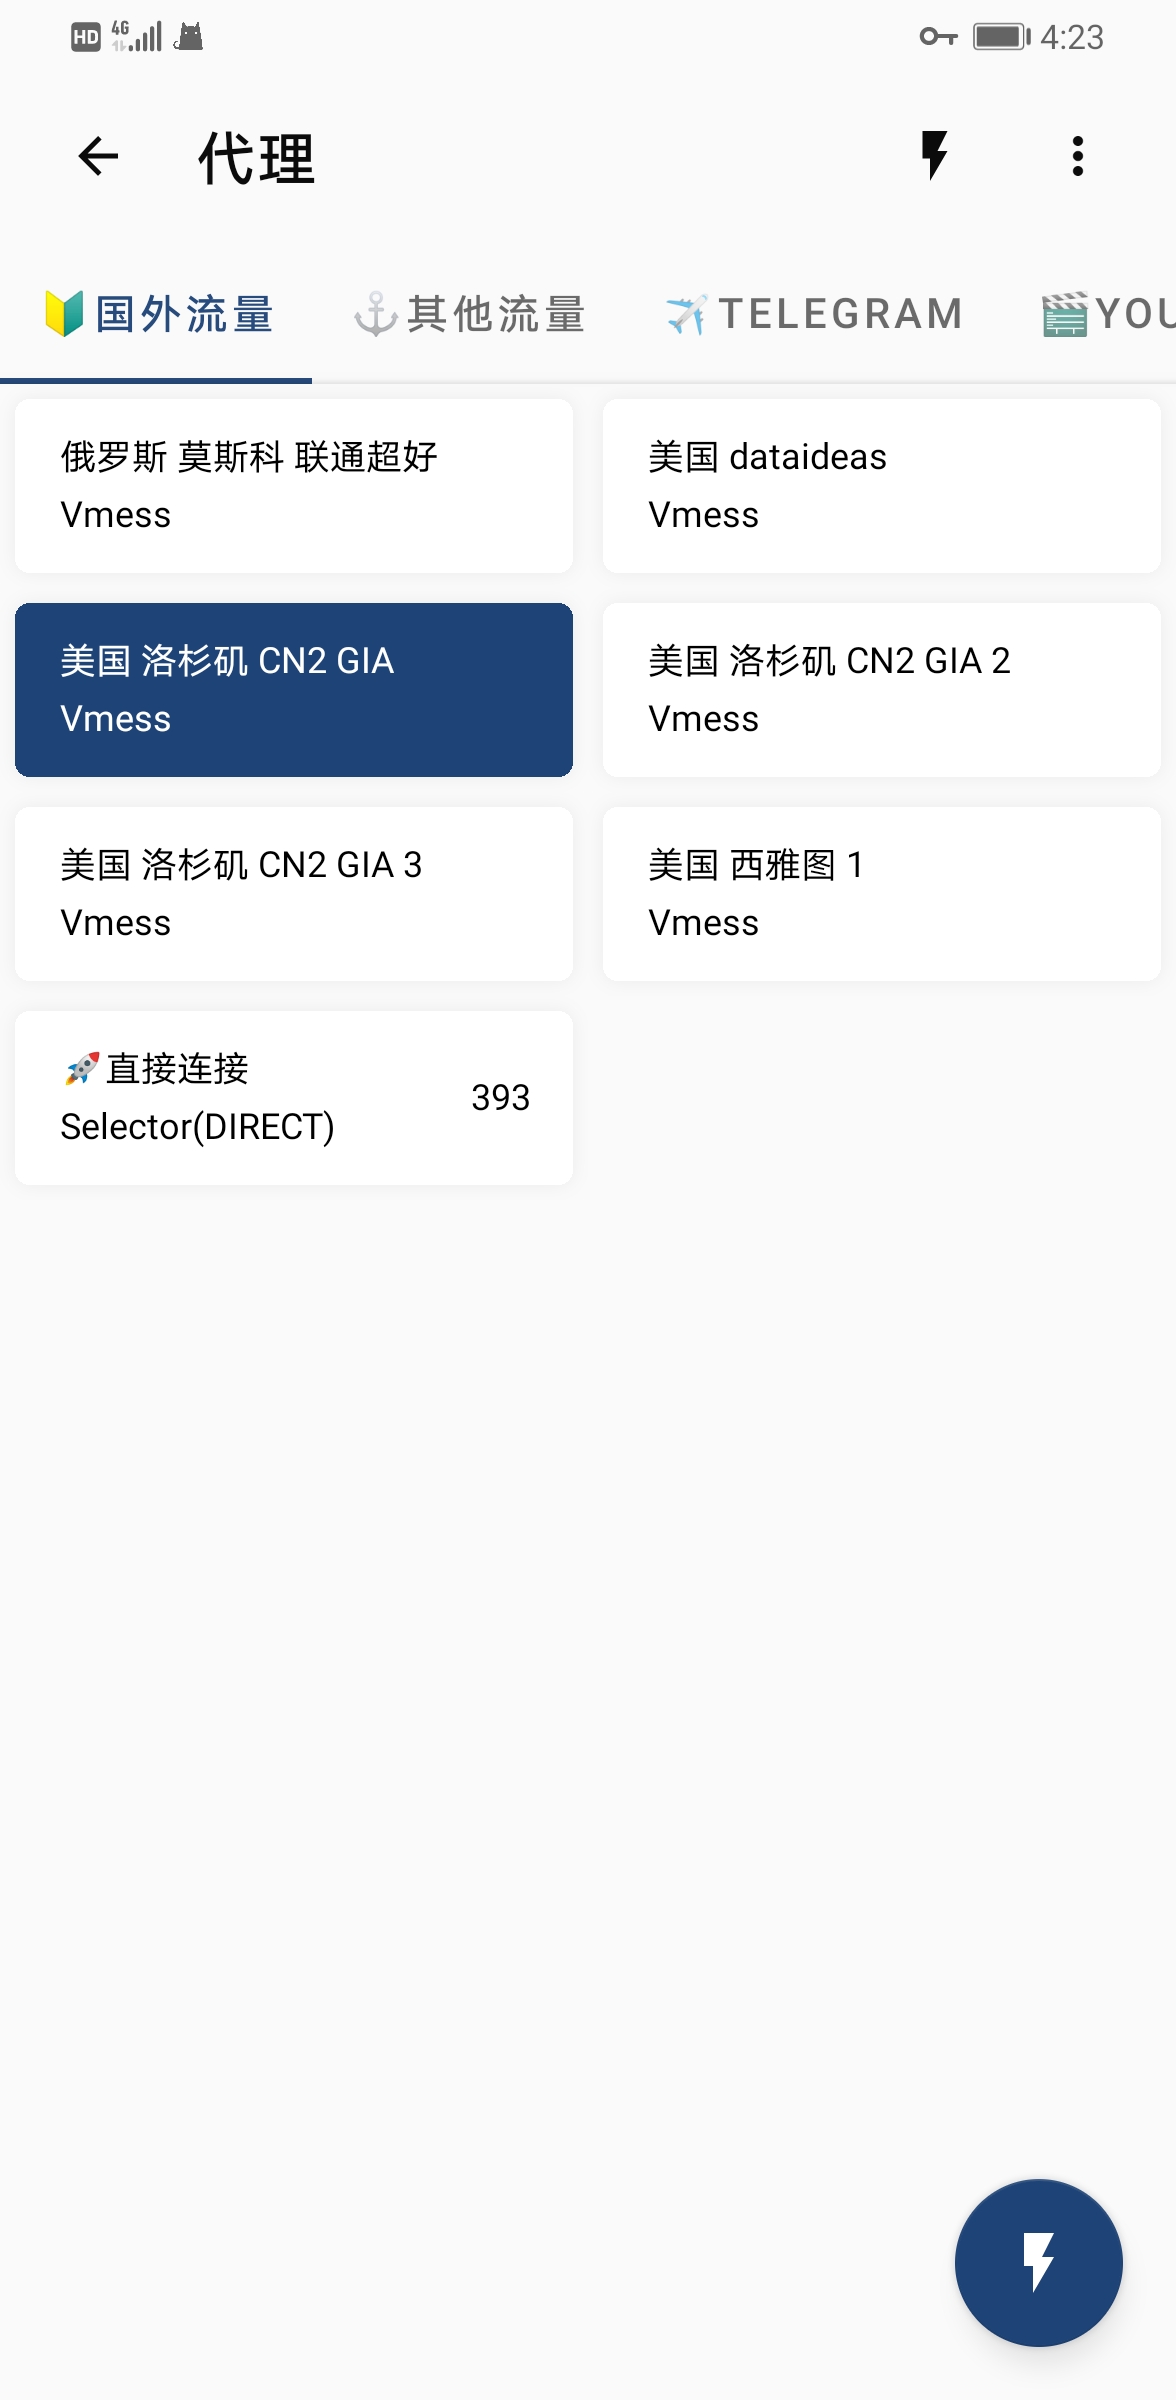 HD 4G 4:23
代理
国外流量 其他流量 TELEGRAM YOU
俄罗斯 莫斯科 联通超好
Vmess
美国 dataideas
Vmess
美国 洛杉矶 CN2 GIA
Vmess
美国 洛杉矶 CN2 GIA 2
Vmess
美国 洛杉矶 CN2 GIA 3
Vmess
美国 西雅图 1
Vmess
直接连接
Selector(DIRECT)
393